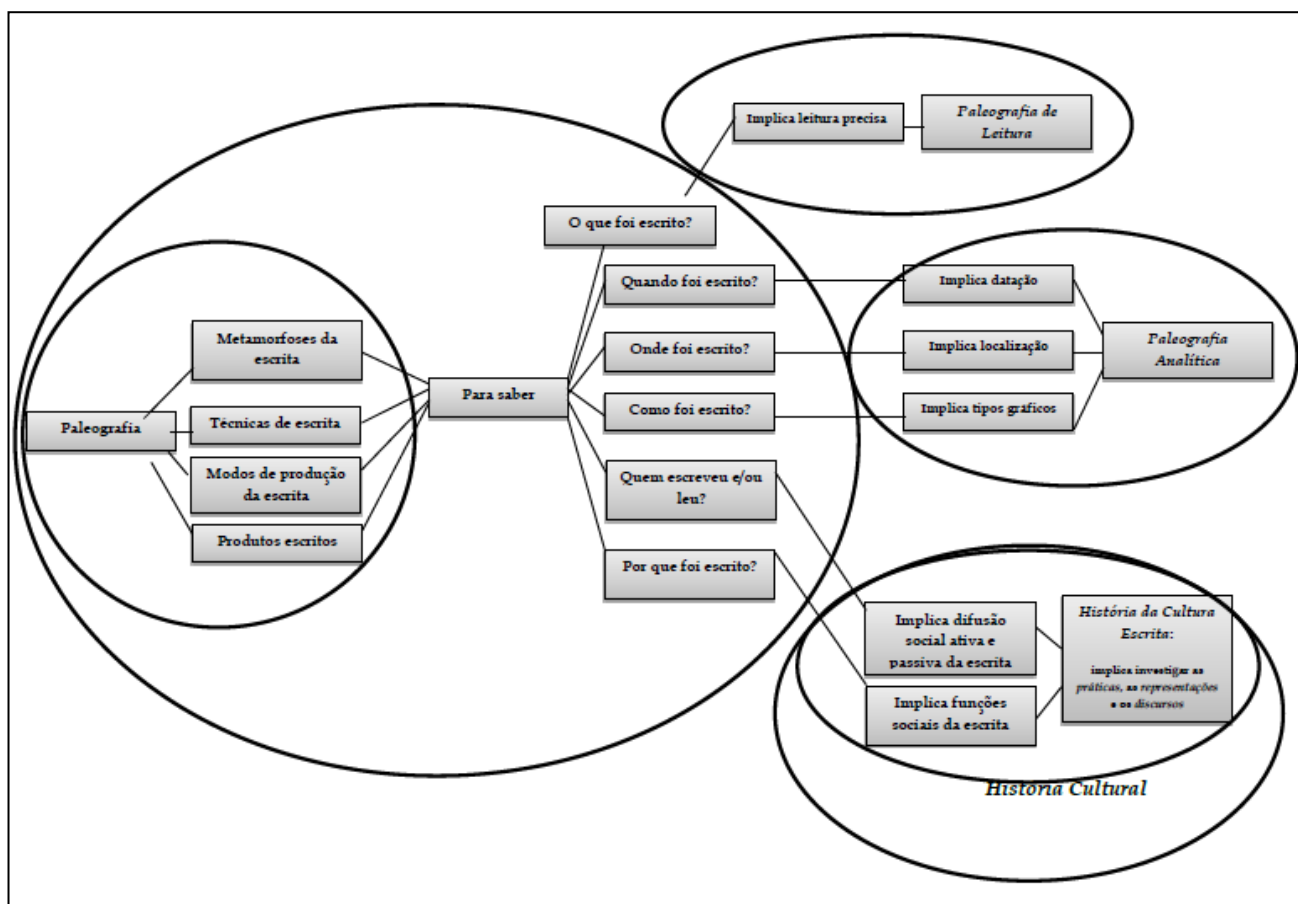 Implica leitura precisa
Paleografia de
Leitura
O que foi escrito?
Quando foi escrito?
Implica datação
Metamorfoses da
escrita
Onde foi escrito?
Implica localização
Paleografia
Analítica
Para saber
Paleografia
Técnicas de escrita
Como foi escrito?
Implica tipos gráficos
Modos de produção
da escrita
Quem escreveu e/ou
leu?
Produtos escritos
Por que foi escrito?
Implica difusão
social ativa e
passiva da escrita
História da Cultura
Escrita:
implica investigar as
práticas, as representações
e os discursos
Implica funções
sociais da escrita
História Cultural